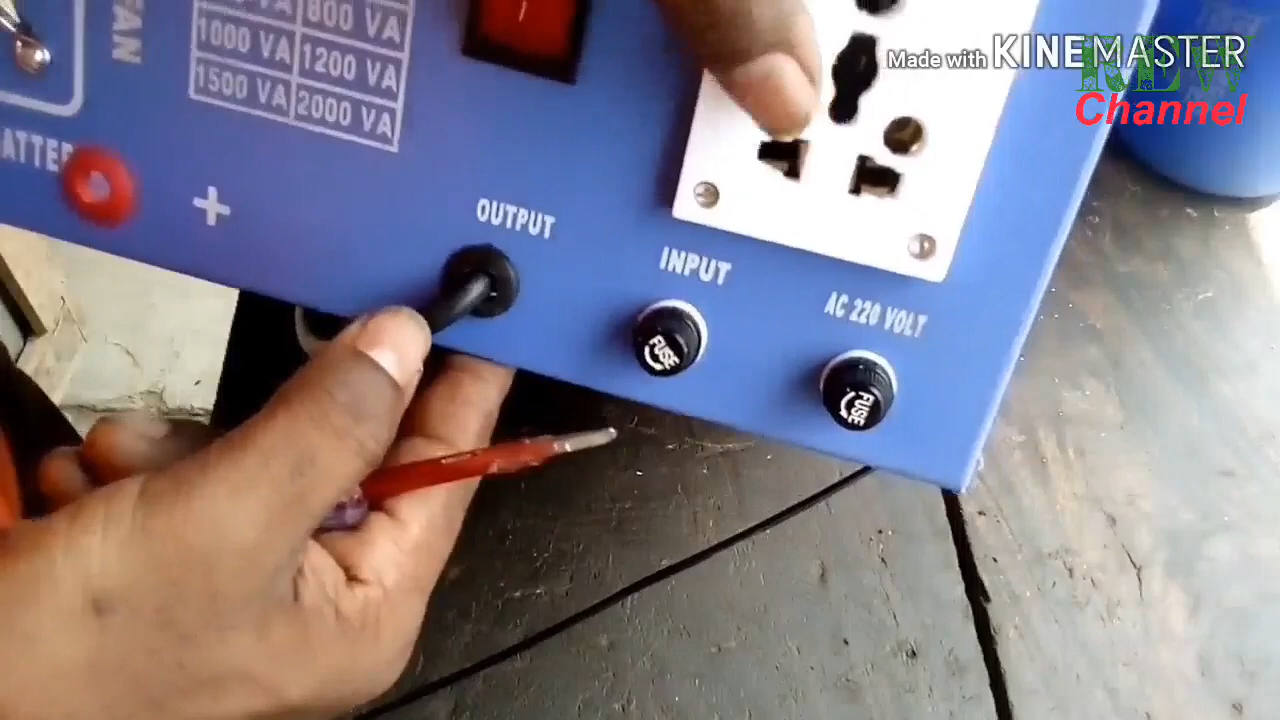 FAN
800 VA
1000 VA 1200 VA
1500 VA 2000 VA
+
OUTPUT
INPUT
AC 220 VOLT
FUSE
FUSE
Made with KINEMASTER
Channel